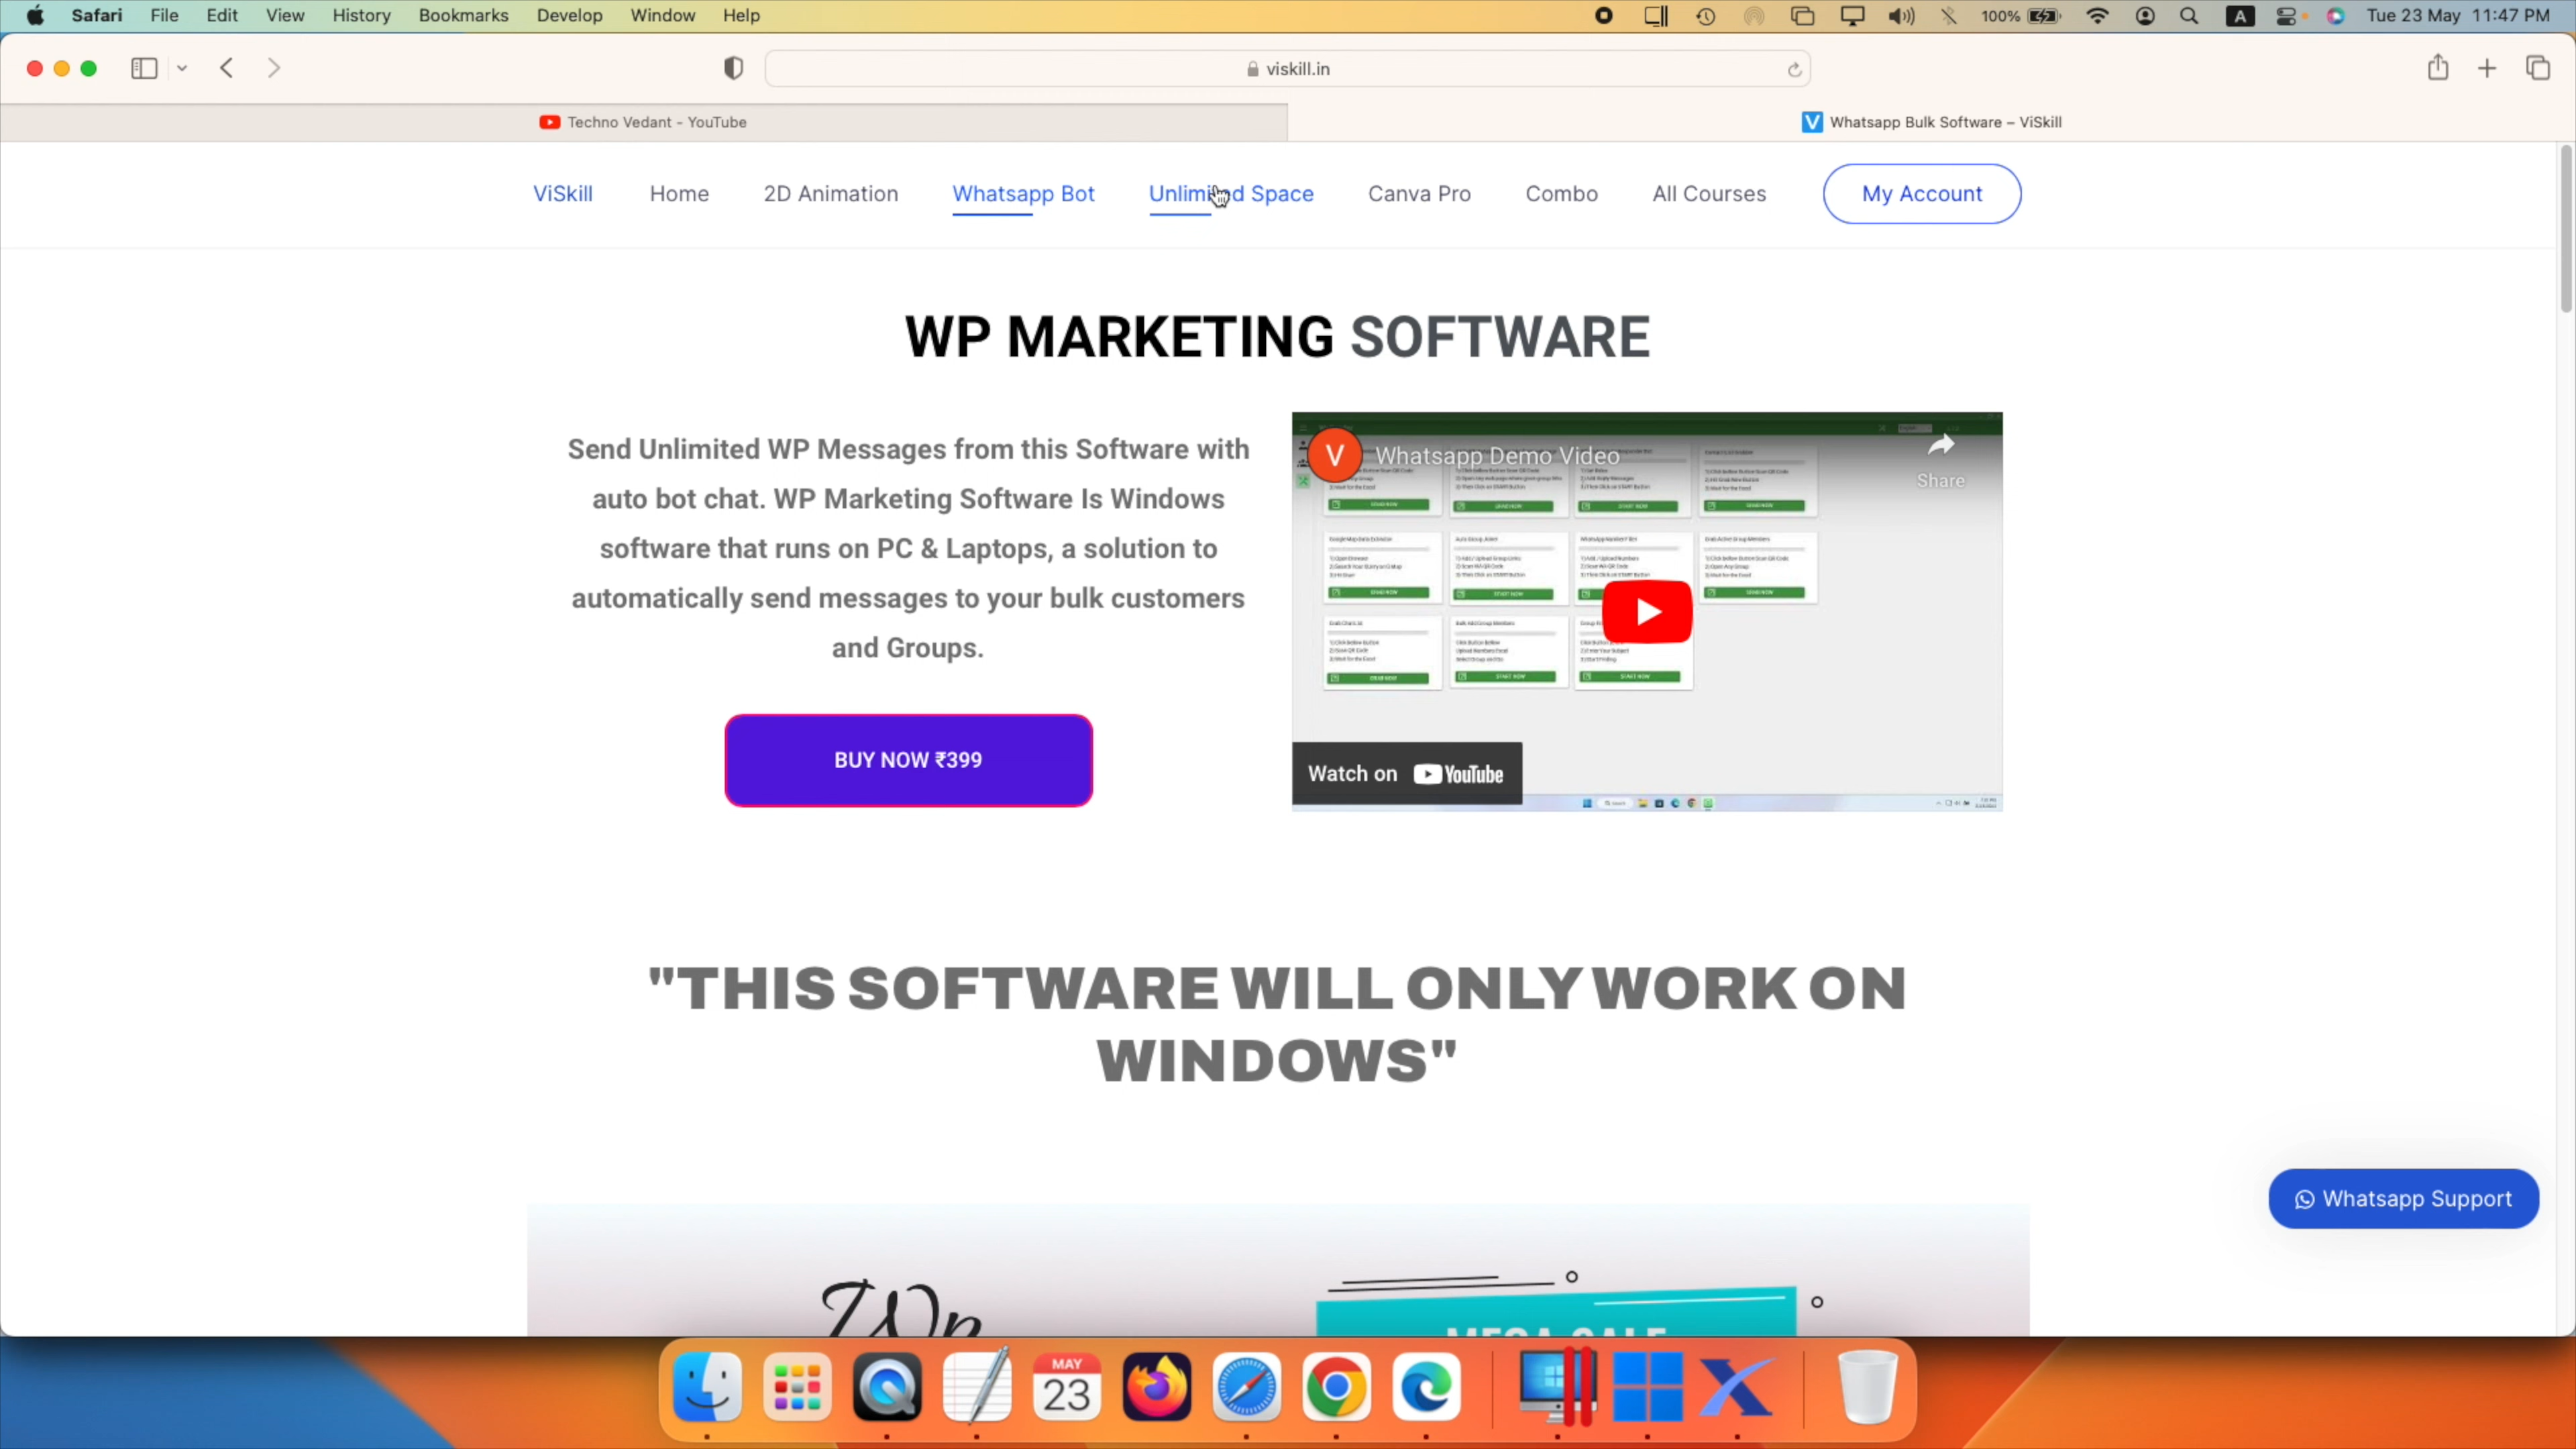 Safari File Edit View History Bookmarks Develop Window Help 100% A Tue 23 May 11:47 PM
viskill.in
Techno Vedant - YouTube
Whatsapp Bulk Software – ViSkill
ViSkill Home 2D Animation Whatsapp Bot Unlimited Space Canva Pro Combo All Courses My Account
WP MARKETING SOFTWARE
Send Unlimited WP Messages from this Software with
auto bot chat. WP Marketing Software Is Windows
software that runs on PC & Laptops, a solution to
automatically send messages to your bulk customers
and Groups.
BUY NOW ₹399
V Whatsapp Demo Video
Share
Watch on YouTube
"THIS SOFTWARE WILL ONLY WORK ON
WINDOWS"
Whatsapp Support
Wp
MEGA SALE
MAY
23